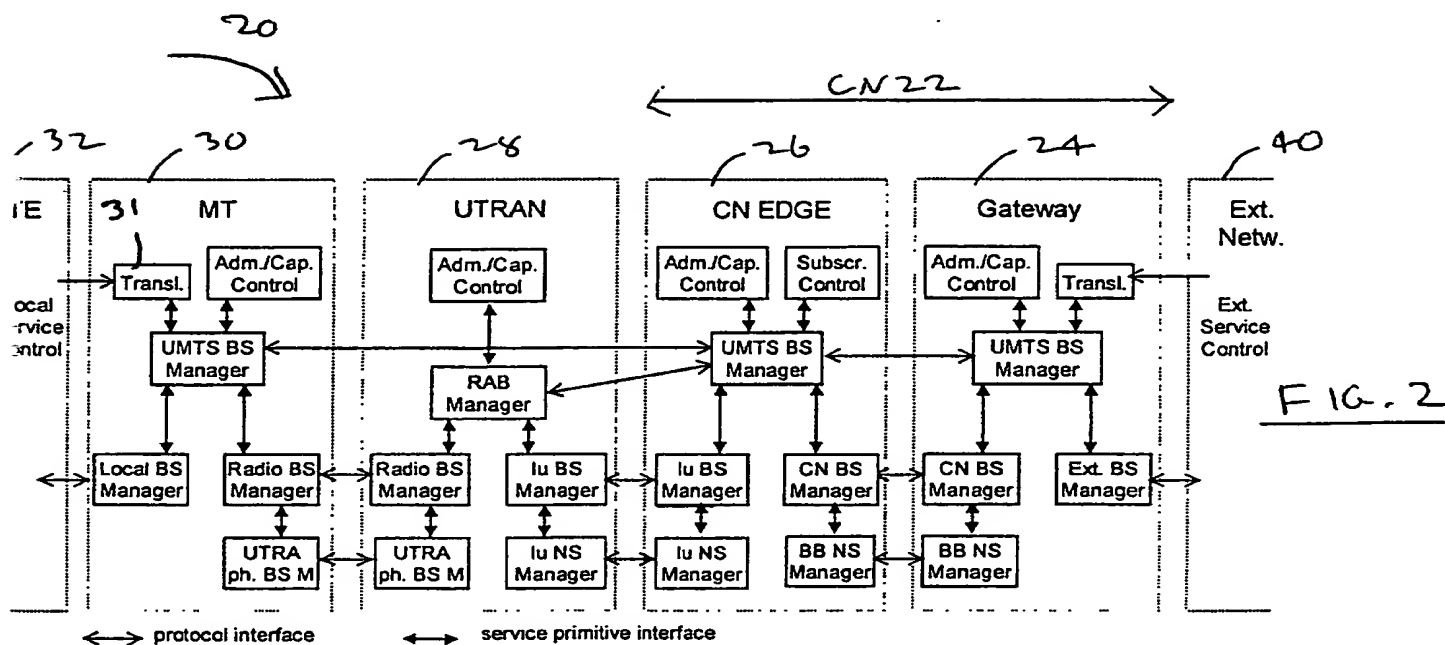 20
CN22
32
30
28
26
24
40
TE
MT
UTRAN
CN EDGE
Gateway
Ext.
Netw.
31
Transl.
Adm./Cap.
Control
Adm./Cap.
Control
Adm./Cap.
Control
Subscr.
Control
Adm./Cap.
Control
Transl.
ocal
rvice
ntrol
Ext.
Service
Control
UMTS BS
Manager
RAB
Manager
UMTS BS
Manager
UMTS BS
Manager
FIG. 2
Local BS
Manager
Radio BS
Manager
Radio BS
Manager
Iu BS
Manager
Iu BS
Manager
CN BS
Manager
CN BS
Manager
Ext. BS
Manager
UTRA
ph. BS M
UTRA
ph. BS M
Iu NS
Manager
Iu NS
Manager
BB NS
Manager
BB NS
Manager
protocol interface
service primitive interface